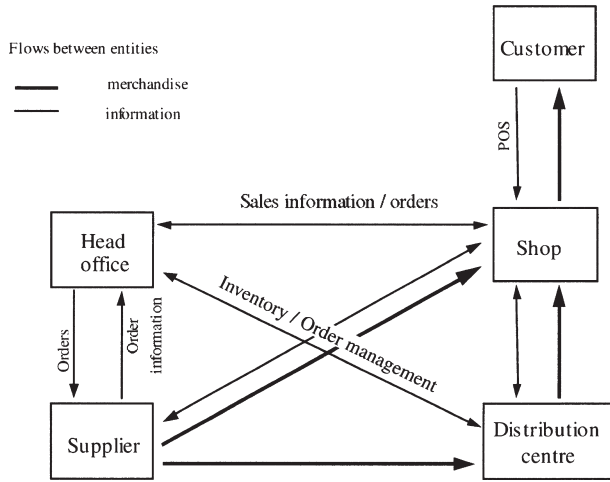 Flows between entities
merchandise
information
Customer
POS
Sales information / orders
Head
office
Shop
Inventory / Order management
Orders
Order
information
Supplier
Distribution
centre